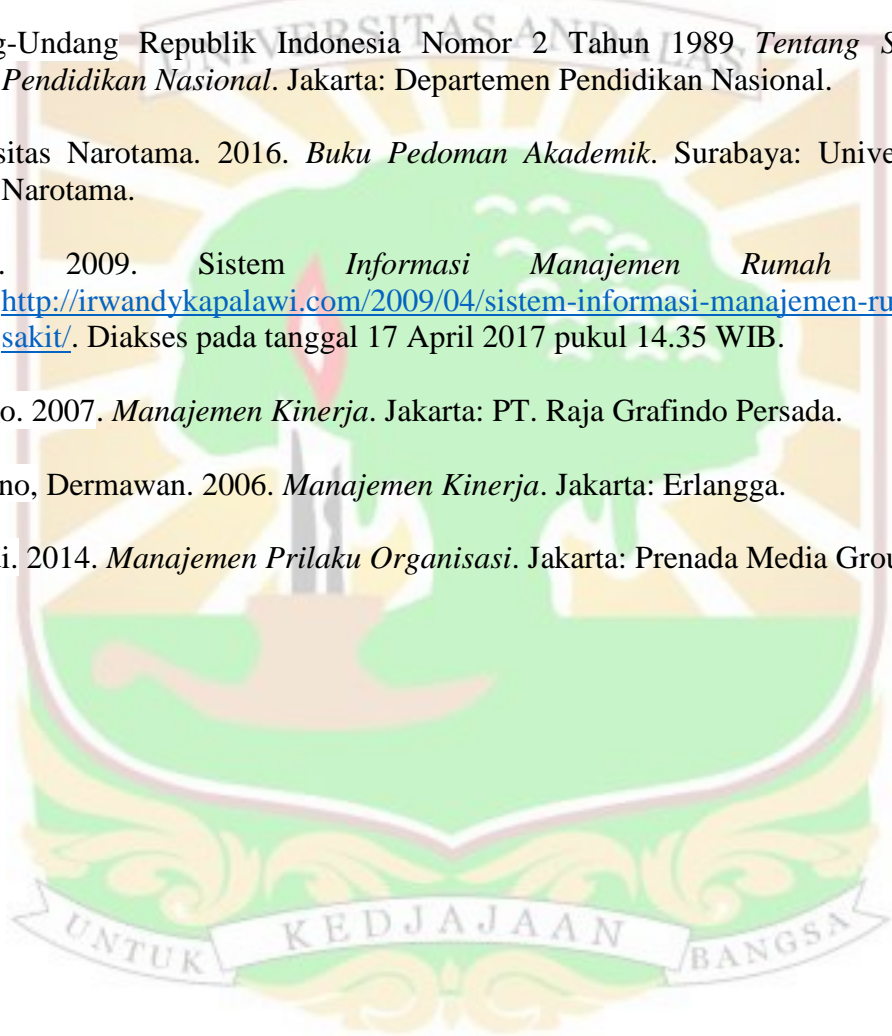 UNIVERSITAS ANDALAS
g-Undang Republik Indonesia Nomor 2 Tahun 1989 Tentang S
Pendidikan Nasional. Jakarta: Departemen Pendidikan Nasional.
sitas Narotama. 2016. Buku Pedoman Akademik. Surabaya: Unive
Narotama.
. 2009. Sistem Informasi Manajemen Rumah
http://irwandykapalawi.com/2009/04/sistem-informasi-manajemen-ru
sakit/. Diakses pada tanggal 17 April 2017 pukul 14.35 WIB.
o. 2007. Manajemen Kinerja. Jakarta: PT. Raja Grafindo Persada.
no, Dermawan. 2006. Manajemen Kinerja. Jakarta: Erlangga.
i. 2014. Manajemen Prilaku Organisasi. Jakarta: Prenada Media Grou
UNTUK KEDJAJAAN BANGSA